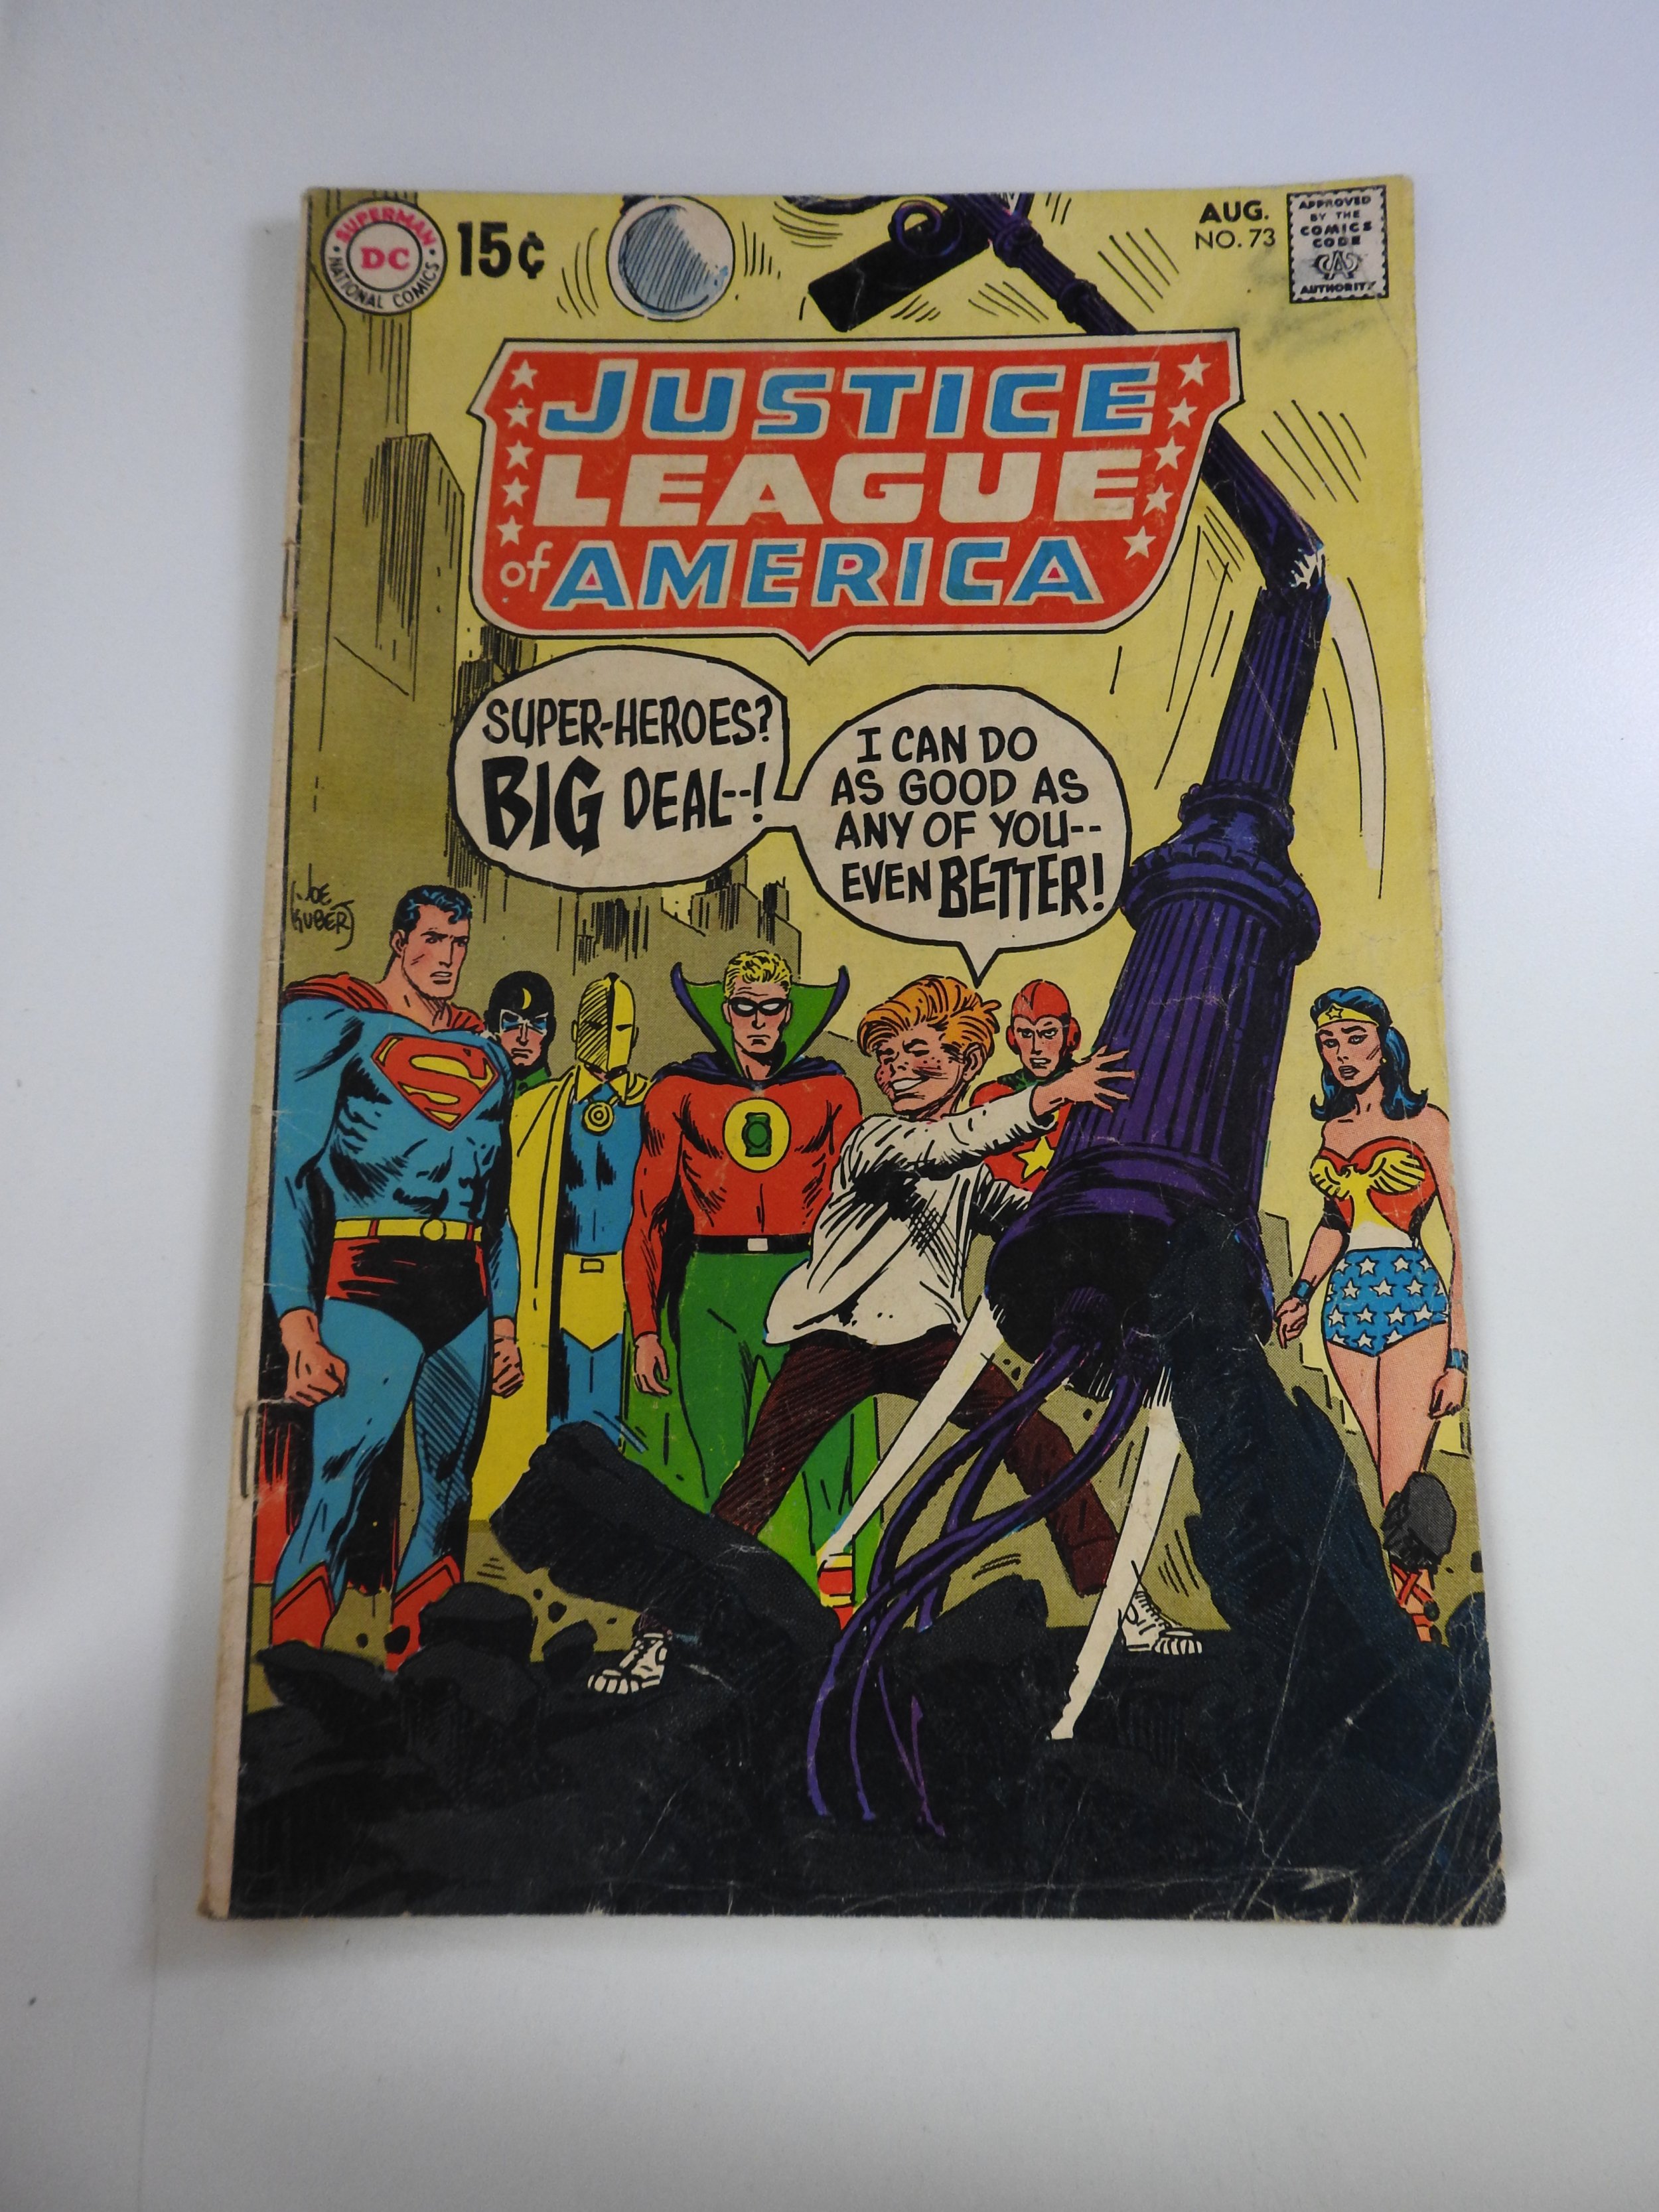 SUPERMAN
DC
NATIONAL COMICS
15¢
AUG.
NO. 73
APPROVED
BY THE
COMICS
CODE
CA
AUTHORITY
JUSTICE
LEAGUE
of AMERICA
SUPER-HEROES?
BIG DEAL--!
I CAN DO
AS GOOD AS
ANY OF YOU--
EVEN BETTER!
JOE
KUBERT
S